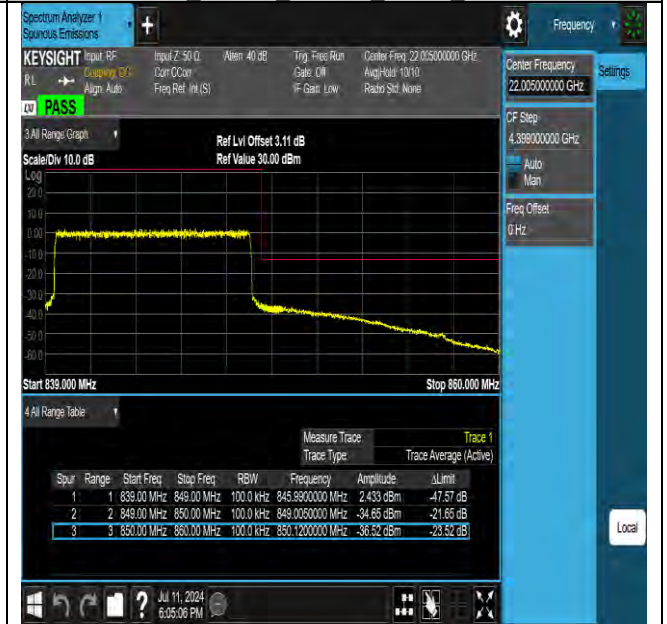 Spectrum Analyzer 1
Spurious Emissions
Frequency
KEYSIGHT Input: RF Input Z: 50 Ω Atten: 40 dB Trig: Free Run Center Freq: 22.005000000 GHz
RL Coupling: DC Corr CCorr Gate: Off Avg|Hold: 10/10
Align: Auto Freq Ref: Int (S) IF Gain: Low Radio Std: None
PASS
Center Frequency
22.005000000 GHz
Settings
CF Step
4.399000000 GHz
Auto
Man
Freq Offset
0 Hz
3 All Range Graph
Ref Lvl Offset 3.11 dB
Scale/Div 10.0 dB Ref Value 30.00 dBm
Log
20.0
10.0
0.00
-10.0
-20.0
-30.0
-40.0
-50.0
-60.0
Start 839.000 MHz Stop 860.000 MHz
4 All Range Table
Measure Trace Trace 1
Trace Type Trace Average (Active)
Spur Range Start Freq Stop Freq RBW Frequency Amplitude ΔLimit
1 1 839.00 MHz 849.00 MHz 100.0 kHz 845.9900000 MHz 2.433 dBm -47.57 dB
2 2 849.00 MHz 850.00 MHz 100.0 kHz 849.0050000 MHz -34.65 dBm -21.65 dB
3 3 850.00 MHz 860.00 MHz 100.0 kHz 850.1200000 MHz -36.52 dBm -23.52 dB
Local
? Jul 11, 2024
6:05:06 PM